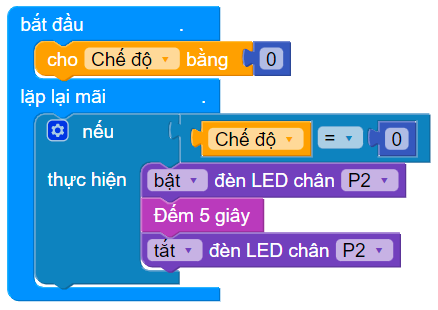 bắt đầu .
cho Chế độ bằng 0
lặp lại mãi .
nếu Chế độ = 0
thực hiện bật đèn LED chân P2
Đếm 5 giây
tắt đèn LED chân P2